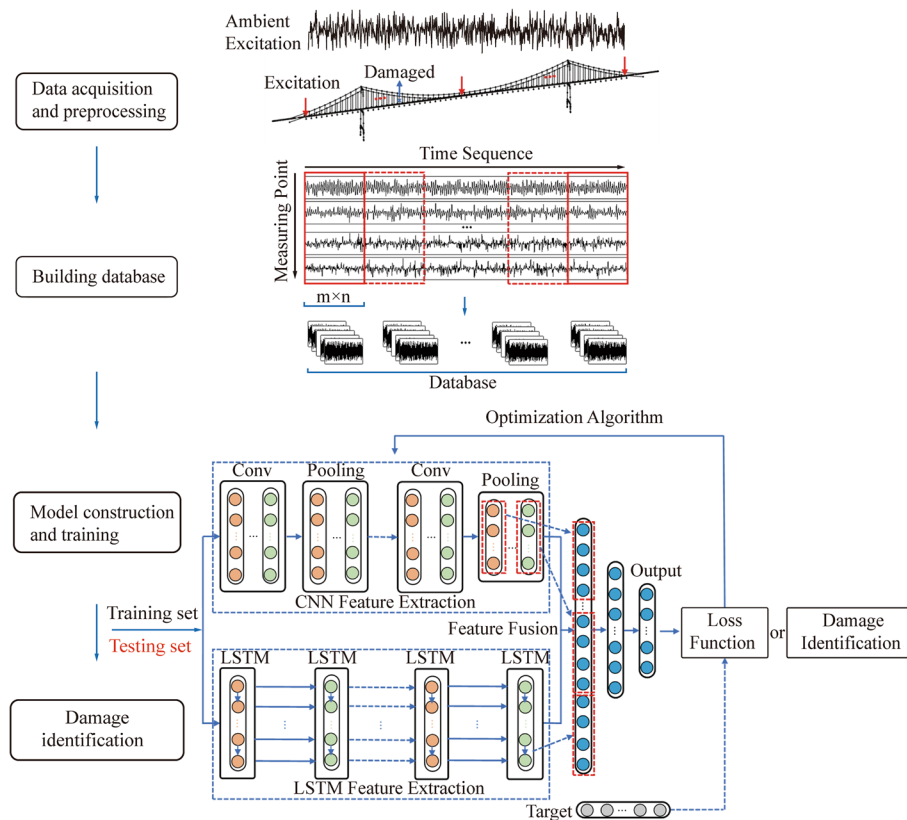 Ambient
Excitation
Data acquisition
and preprocessing
Excitation
Damaged
...
...
Time Sequence
Measuring Point
...
Building database
m×n
...
Database
Optimization Algorithm
Conv
Pooling
Conv
Pooling
Model construction
and training
...
...
...
...
CNN Feature Extraction
Output
Training set
Testing set
Feature Fusion
Loss
Function
or
Damage
Identification
LSTM
LSTM
LSTM
LSTM
Damage
identification
LSTM Feature Extraction
Target
...